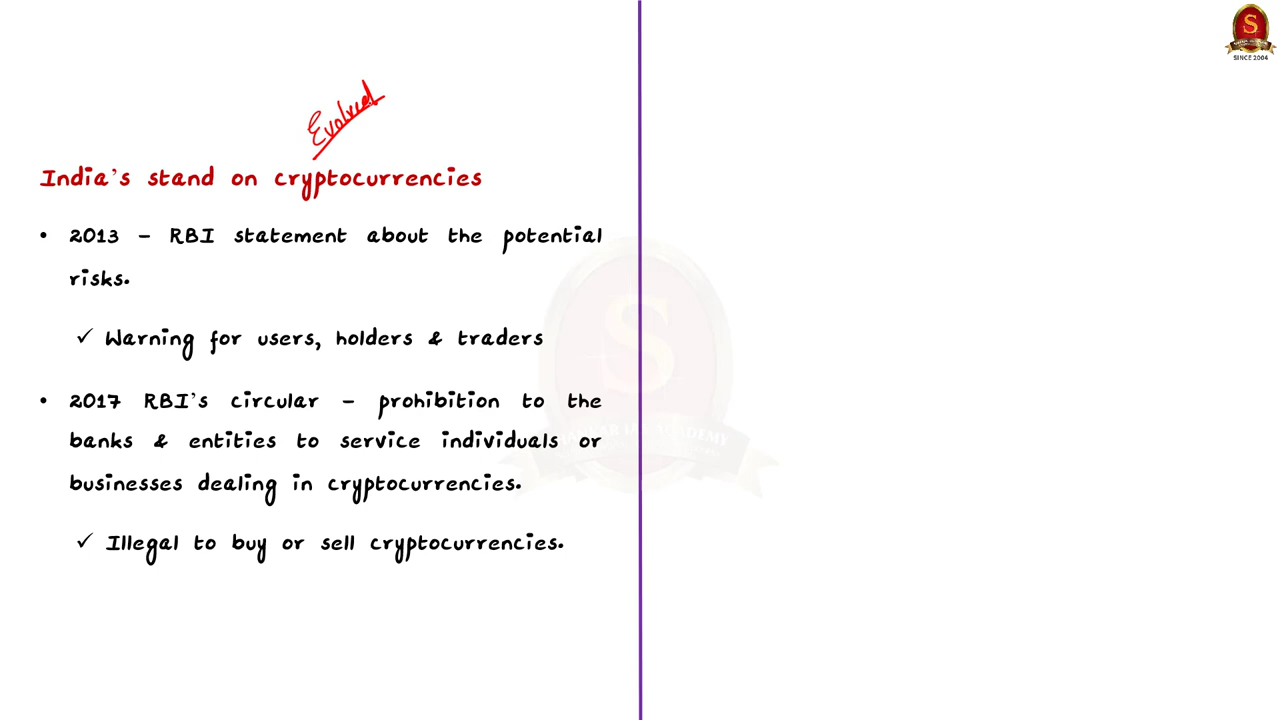 SINCE 2004
Evolved
India's stand on cryptocurrencies
• 2013 – RBI statement about the potential
risks.
✓ Warning for users, holders & traders
• 2017 RBI's circular – prohibition to the
banks & entities to service individuals or
businesses dealing in cryptocurrencies.
✓ Illegal to buy or sell cryptocurrencies.